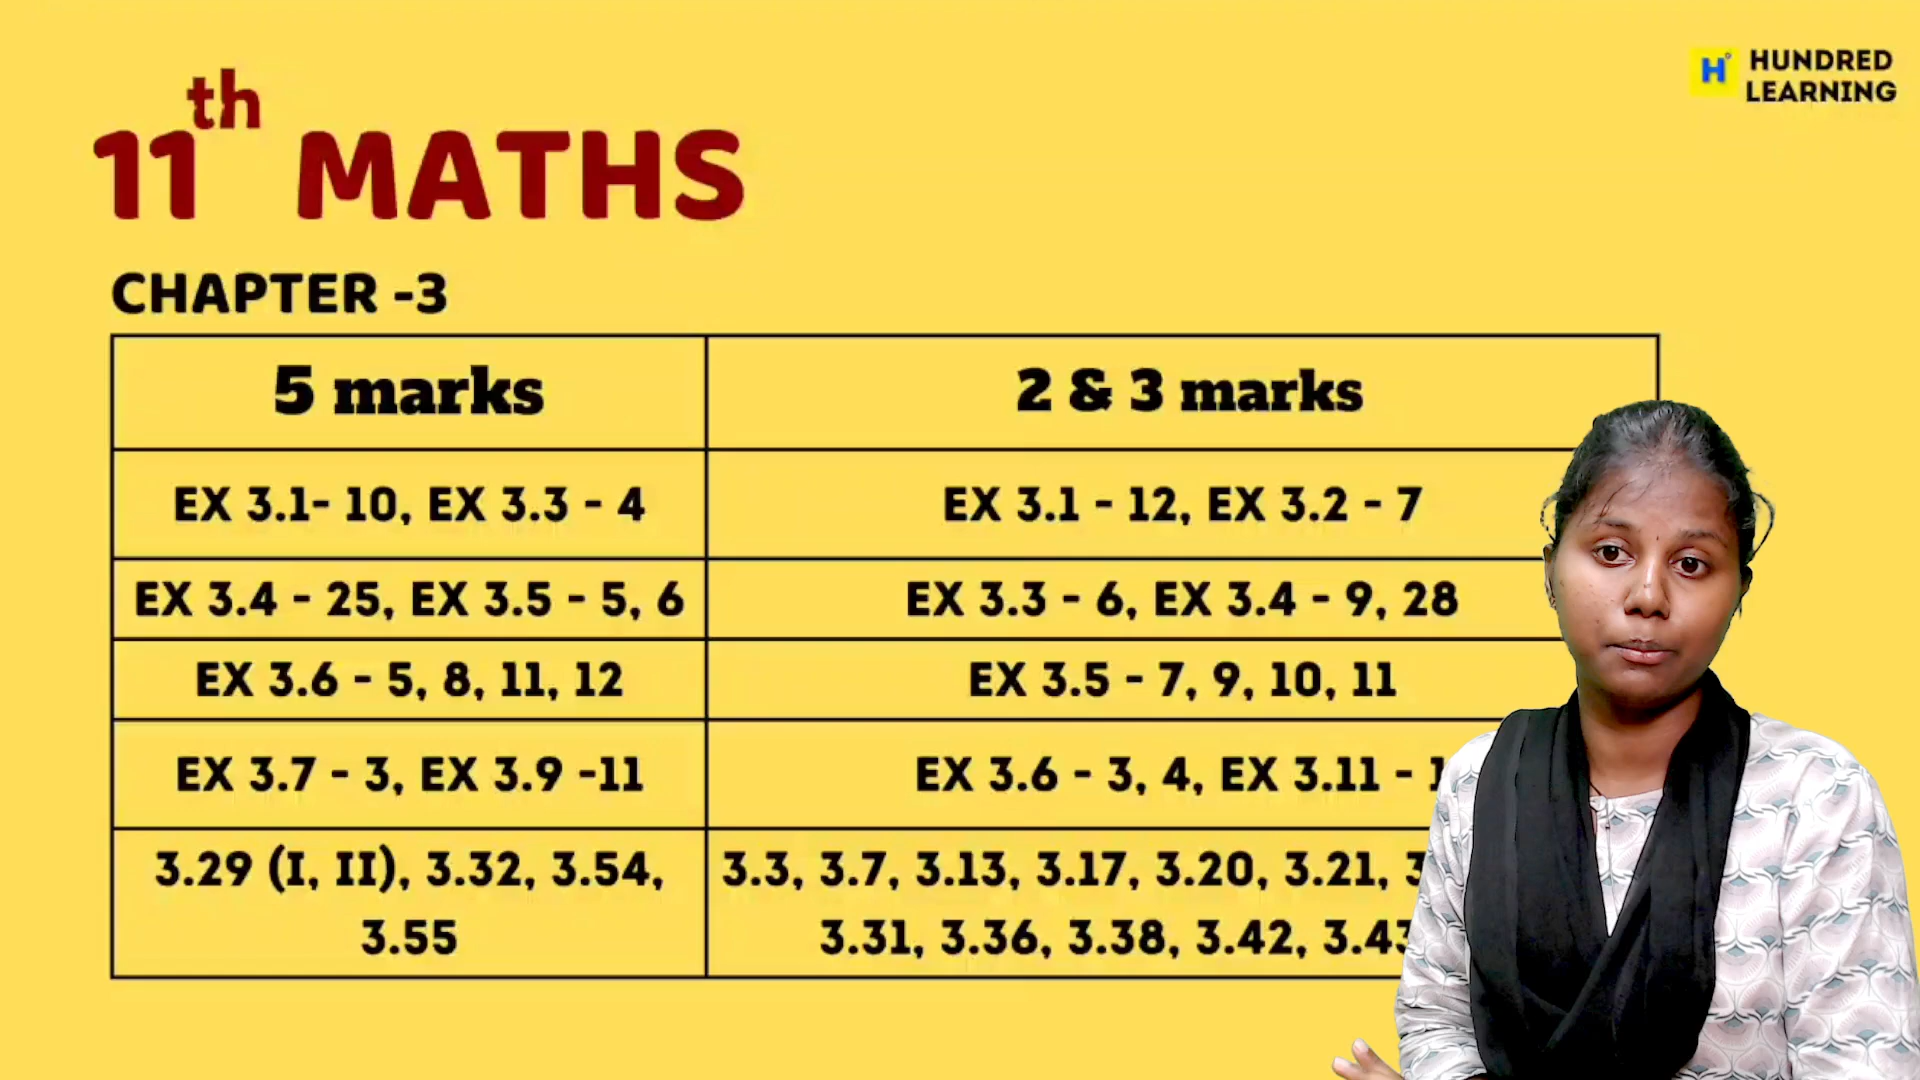 11th MATHS
H HUNDRED
LEARNING
CHAPTER -3
5 marks
2 & 3 marks
EX 3.1- 10, EX 3.3 - 4
EX 3.1 - 12, EX 3.2 - 7
EX 3.4 - 25, EX 3.5 - 5, 6
EX 3.3 - 6, EX 3.4 - 9, 28
EX 3.6 - 5, 8, 11, 12
EX 3.5 - 7, 9, 10, 11
EX 3.7 - 3, EX 3.9 -11
EX 3.6 - 3, 4, EX 3.11 -
3.29 (I, II), 3.32, 3.54,
3.55
3.3, 3.7, 3.13, 3.17, 3.20, 3.21,
3.31, 3.36, 3.38, 3.42,